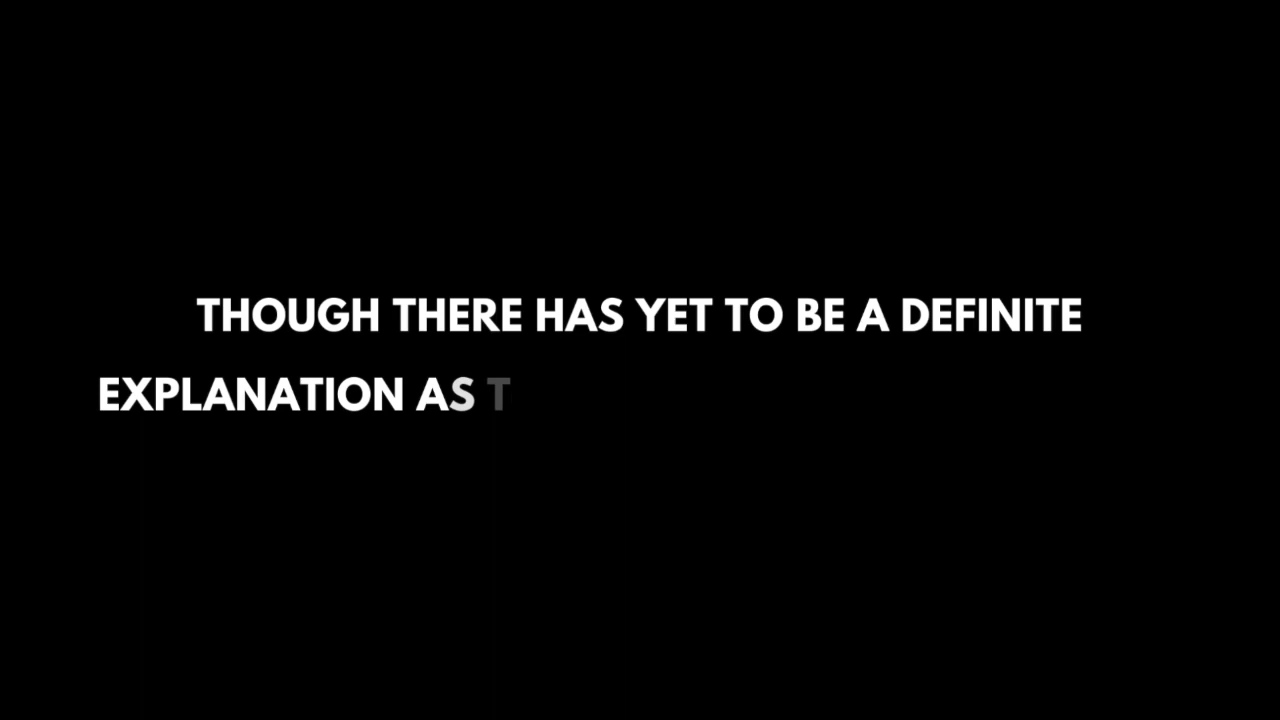 THOUGH THERE HAS YET TO BE A DEFINITE
EXPLANATION AS T